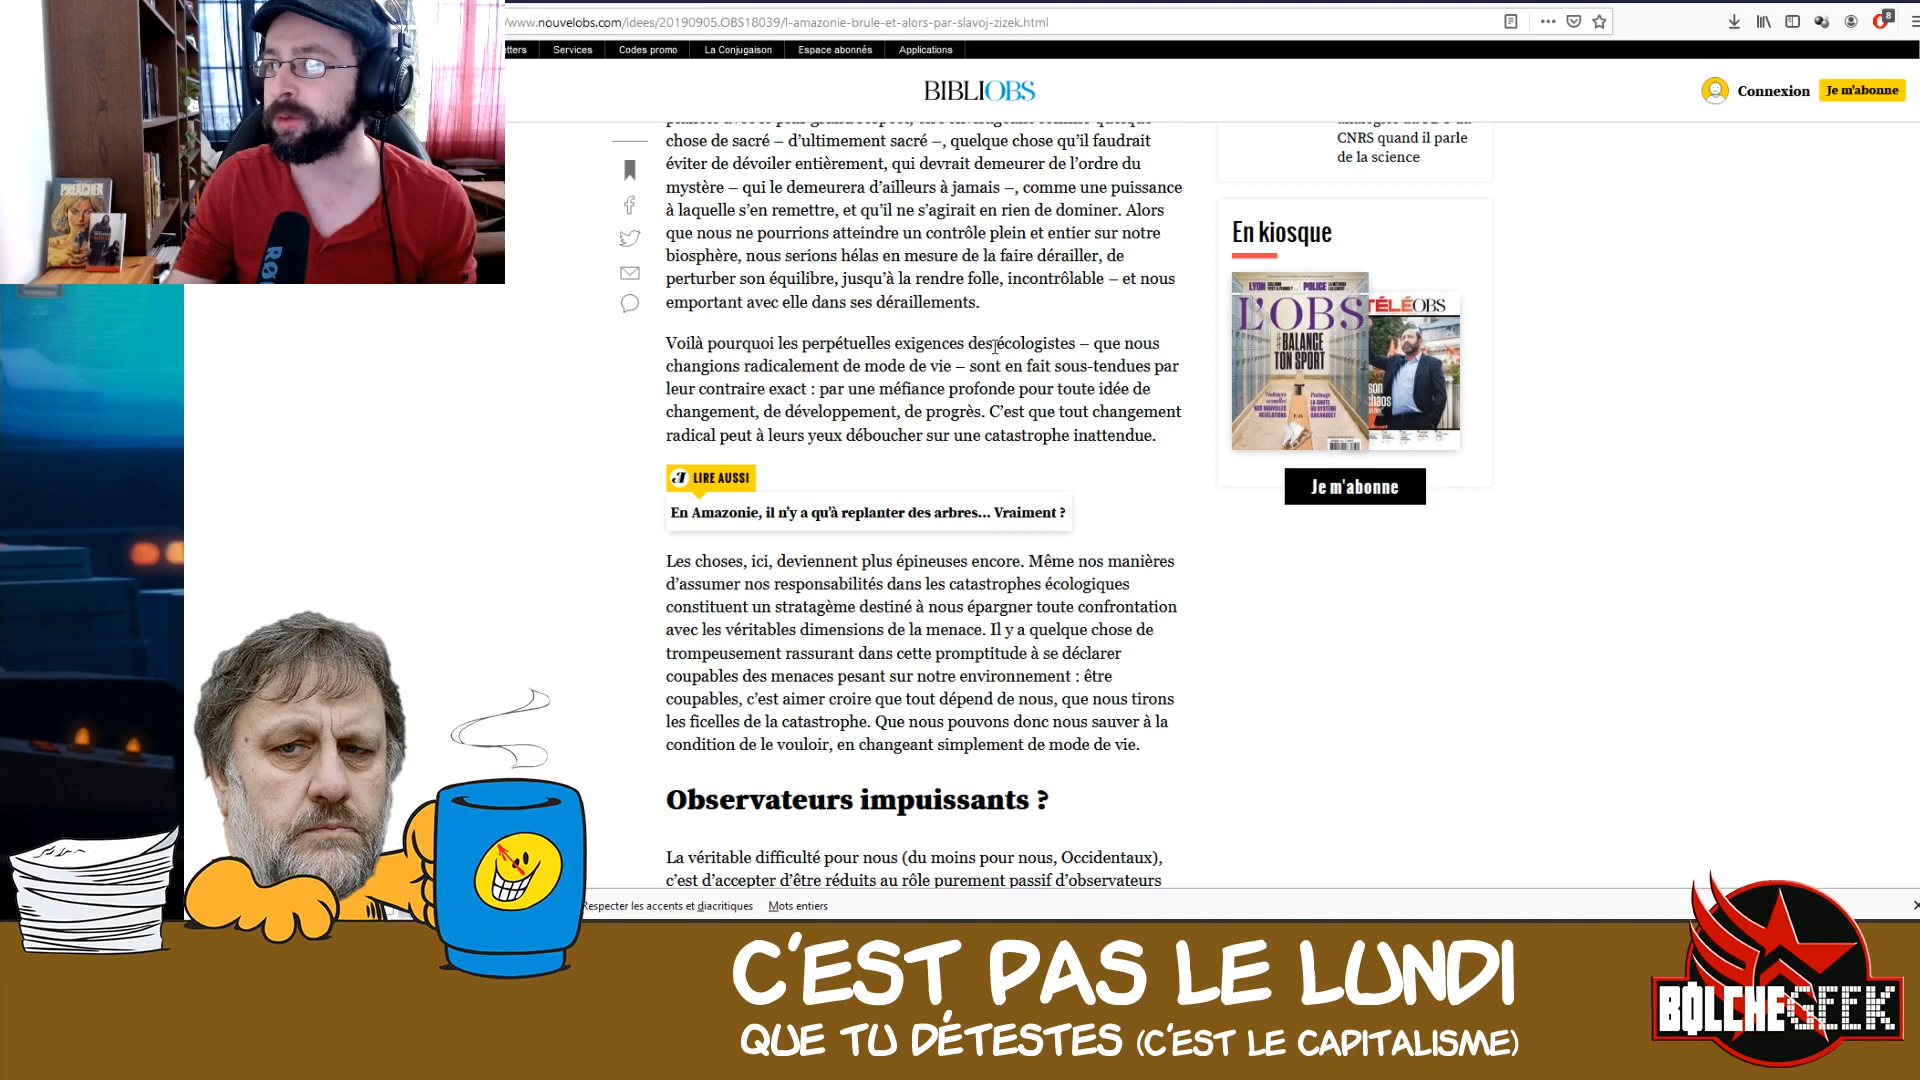 /www.nouvelobs.com/idees/20190905.OBS18039/l-amazonie-brule-et-alors-par-slavoj-zizek.html
8
etters
Services
Codes promo
La Conjugaison
Espace abonnés
Applications
BIBLIOBS
Connexion
Je m'abonne
chose de sacré – d’ultimement sacré –, quelque chose qu’il faudrait
éviter de dévoiler entièrement, qui devrait demeurer de l’ordre du
mystère – qui le demeurera d’ailleurs à jamais –, comme une puissance
à laquelle s’en remettre, et qu’il ne s’agirait en rien de dominer. Alors
que nous ne pourrions atteindre un contrôle plein et entier sur notre
biosphère, nous serions hélas en mesure de la faire dérailler, de
perturber son équilibre, jusqu’à la rendre folle, incontrôlable – et nous
emportant avec elle dans ses déraillements.
Voilà pourquoi les perpétuelles exigences des écologistes – que nous
changions radicalement de mode de vie – sont en fait sous-tendues par
leur contraire exact : par une méfiance profonde pour toute idée de
changement, de développement, de progrès. C’est que tout changement
radical peut à leurs yeux déboucher sur une catastrophe inattendue.
LIRE AUSSI
En Amazonie, il n’y a qu’à replanter des arbres... Vraiment ?
Les choses, ici, deviennent plus épineuses encore. Même nos manières
d’assumer nos responsabilités dans les catastrophes écologiques
constituent un stratagème destiné à nous épargner toute confrontation
avec les véritables dimensions de la menace. Il y a quelque chose de
trompeusement rassurant dans cette promptitude à se déclarer
coupables des menaces pesant sur notre environnement : être
coupables, c’est aimer croire que tout dépend de nous, que nous tirons
les ficelles de la catastrophe. Que nous pouvons donc nous sauver à la
condition de le vouloir, en changeant simplement de mode de vie.
Observateurs impuissants ?
La véritable difficulté pour nous (du moins pour nous, Occidentaux),
c’est d’accepter d’être réduits au rôle purement passif d’observateurs
CNRS quand il parle
de la science
En kiosque
LYON
POLICE
L'OBS
#BALANCE
TON SPORT
TÉLÉOBS
Je m'abonne
Respecter les accents et diacritiques
Mots entiers
PREACHER
RØ
C'EST PAS LE LUNDI
QUE TU DÉTESTES (C'EST LE CAPITALISME)
BØLCHEGEEK